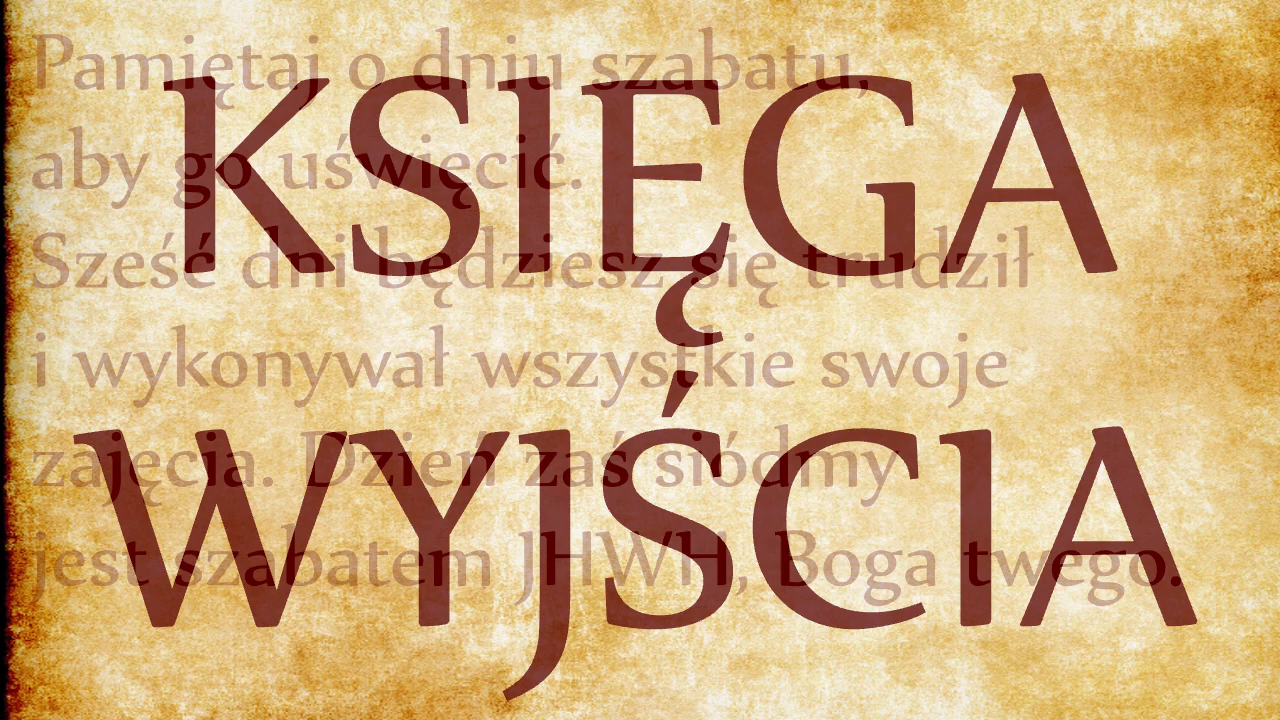 KSIĘGA
WYJŚCIA
Pamiętaj o dniu szabatu,
aby go uświęcić.
Sześć dni będziesz się trudził
i wykonywał wszystkie swoje
zajęcia. Dzień zaś siódmy
jest szabatem JHWH, Boga twego.